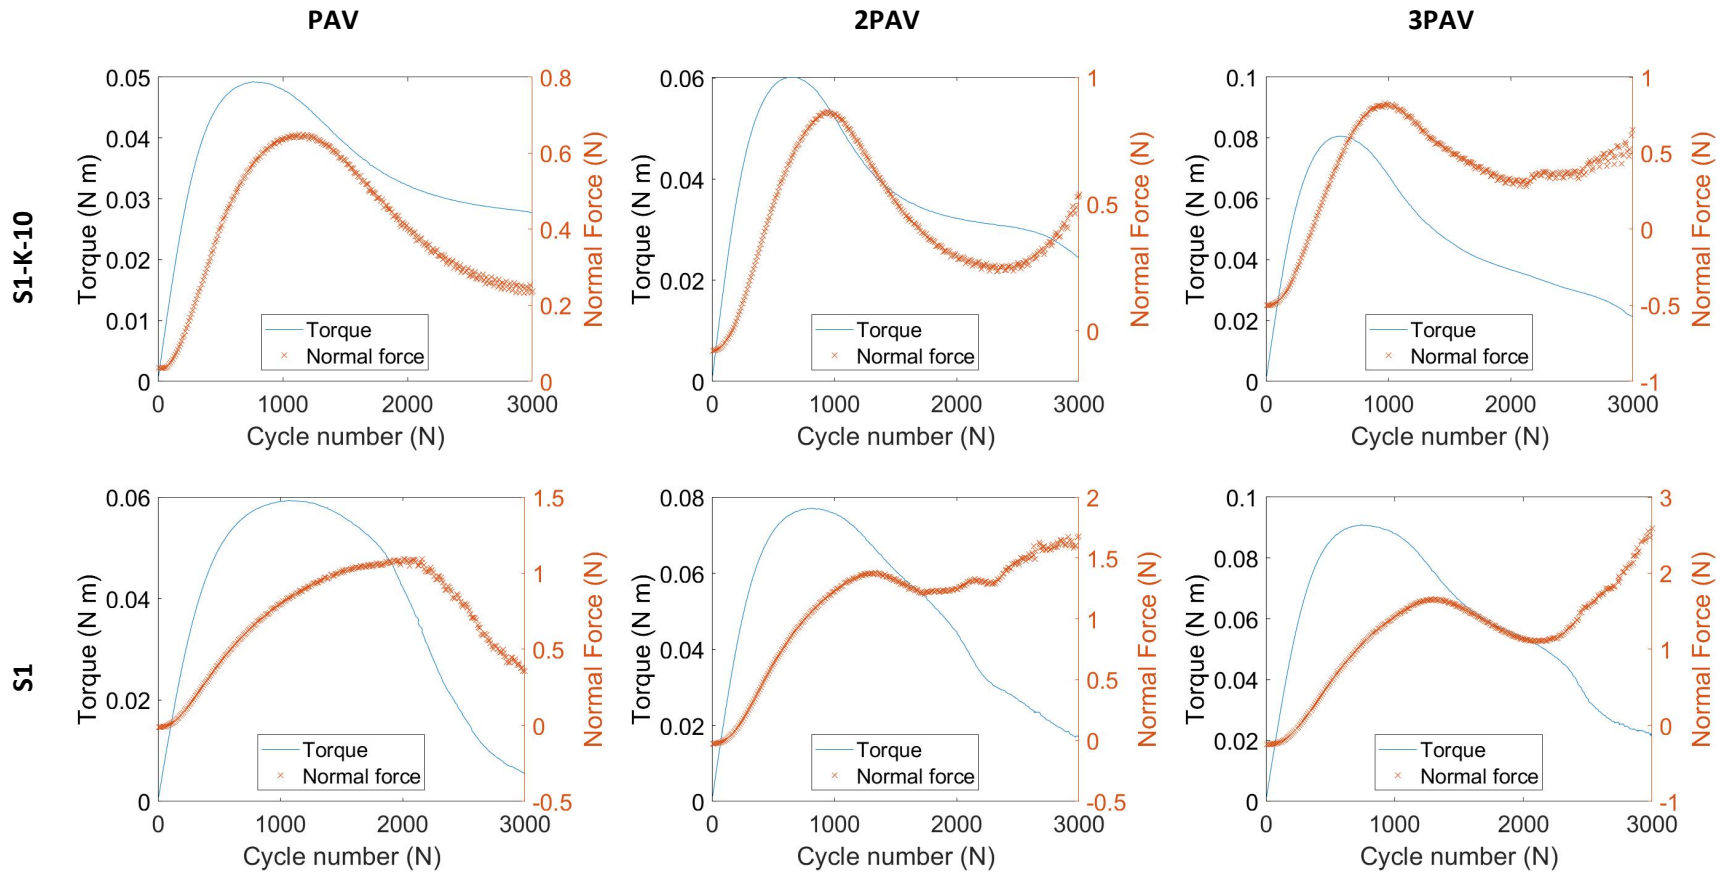 PAV
2PAV
3PAV
S1-K-10
0.05
0.04
0.03
0.02
0.01
0
Torque (N m)
0.8
0.6
0.4
0.2
0
Normal Force (N)
Torque
Normal force
0 1000 2000 3000
Cycle number (N)
0.06
0.04
0.02
0
Torque (N m)
1
0.5
0
Normal Force (N)
Torque
Normal force
0 1000 2000 3000
Cycle number (N)
0.1
0.08
0.06
0.04
0.02
0
Torque (N m)
1
0.5
0
-0.5
-1
Normal Force (N)
Torque
Normal force
0 1000 2000 3000
Cycle number (N)
S1
0.06
0.04
0.02
0
Torque (N m)
1.5
1
0.5
0
-0.5
Normal Force (N)
Torque
Normal force
0 1000 2000 3000
Cycle number (N)
0.08
0.06
0.04
0.02
0
Torque (N m)
2
1.5
1
0.5
0
-0.5
Normal Force (N)
Torque
Normal force
0 1000 2000 3000
Cycle number (N)
0.1
0.08
0.06
0.04
0.02
0
Torque (N m)
3
2
1
0
-1
Normal Force (N)
Torque
Normal force
0 1000 2000 3000
Cycle number (N)